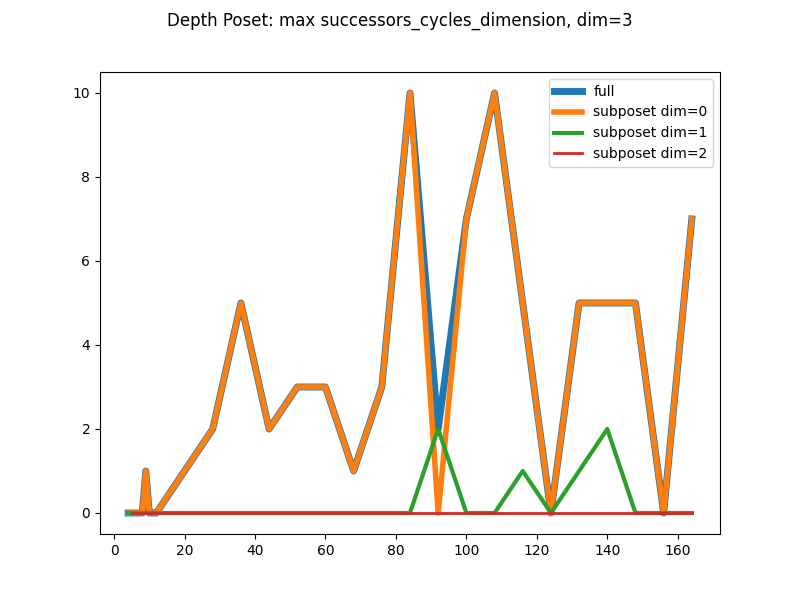 Depth Poset: max successors_cycles_dimension, dim=3
full
subposet dim=0
subposet dim=1
subposet dim=2
10
8
6
4
2
0
0 20 40 60 80 100 120 140 160